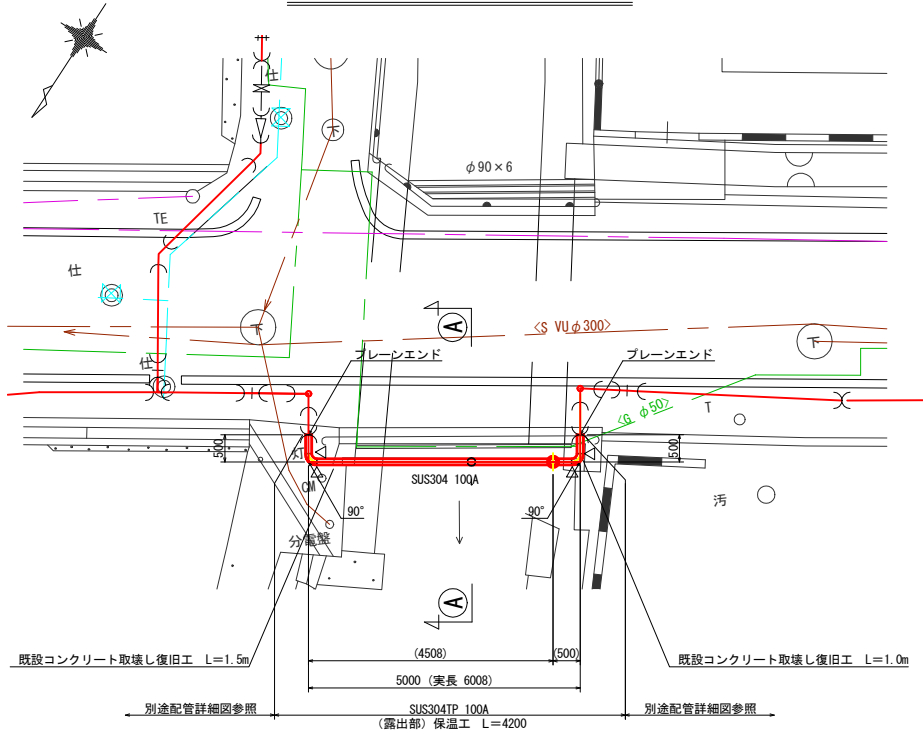 仕
下
φ90×6
TE
仕
A
<S VUφ300>
下
下
仕
プレーンエンド
プレーンエンド
<G φ50>
T
500
500
灯
CM
SUS304 100A
汚
90°
90°
分電盤
A
既設コンクリート取壊し復旧工 L=1.5m
(4508)
(500)
既設コンクリート取壊し復旧工 L=1.0m
5000 (実長 6008)
別途配管詳細図参照
SUS304TP 100A
別途配管詳細図参照
(露出部) 保温工 L=4200